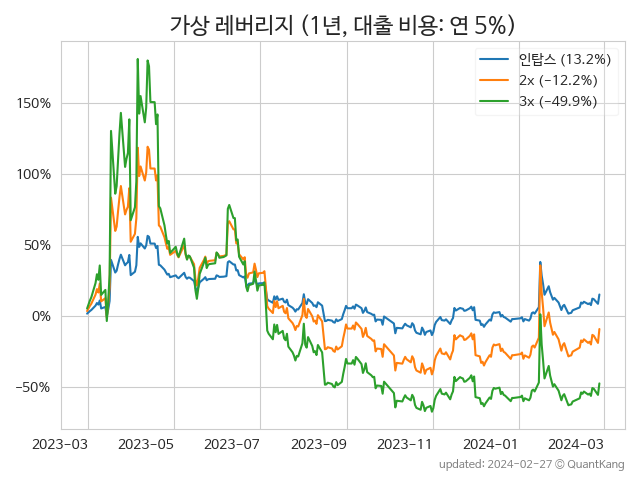 가상 레버리지 (1년, 대출 비용: 연 5%)
인탑스 (13.2%)
2x (−12.2%)
3x (−49.9%)
150%
100%
50%
0%
−50%
2023−03 2023−05 2023−07 2023−09 2023−11 2024−01 2024−03
updated: 2024-02-27 © QuantKang